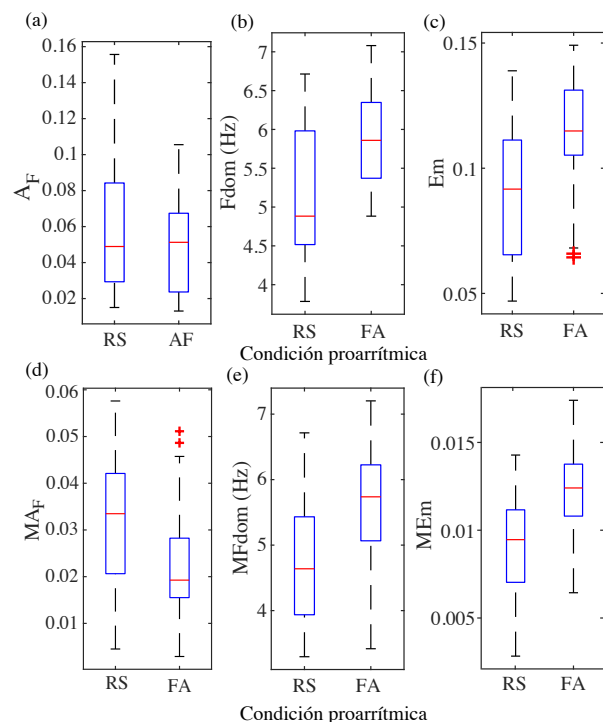 (a)
0.16
0.14
0.12
0.1
0.08
0.06
0.04
0.02
A_F
RS AF
(b)
7
6.5
6
5.5
5
4.5
4
Fdom (Hz)
RS FA
(c)
0.15
0.1
0.05
Em
RS FA
Condición proarrítmica
(d)
0.06
0.05
0.04
0.03
0.02
0.01
MA_F
RS FA
(e)
7
6
5
4
MFdom (Hz)
RS FA
(f)
0.015
0.01
0.005
MEm
RS FA
Condición proarrítmica